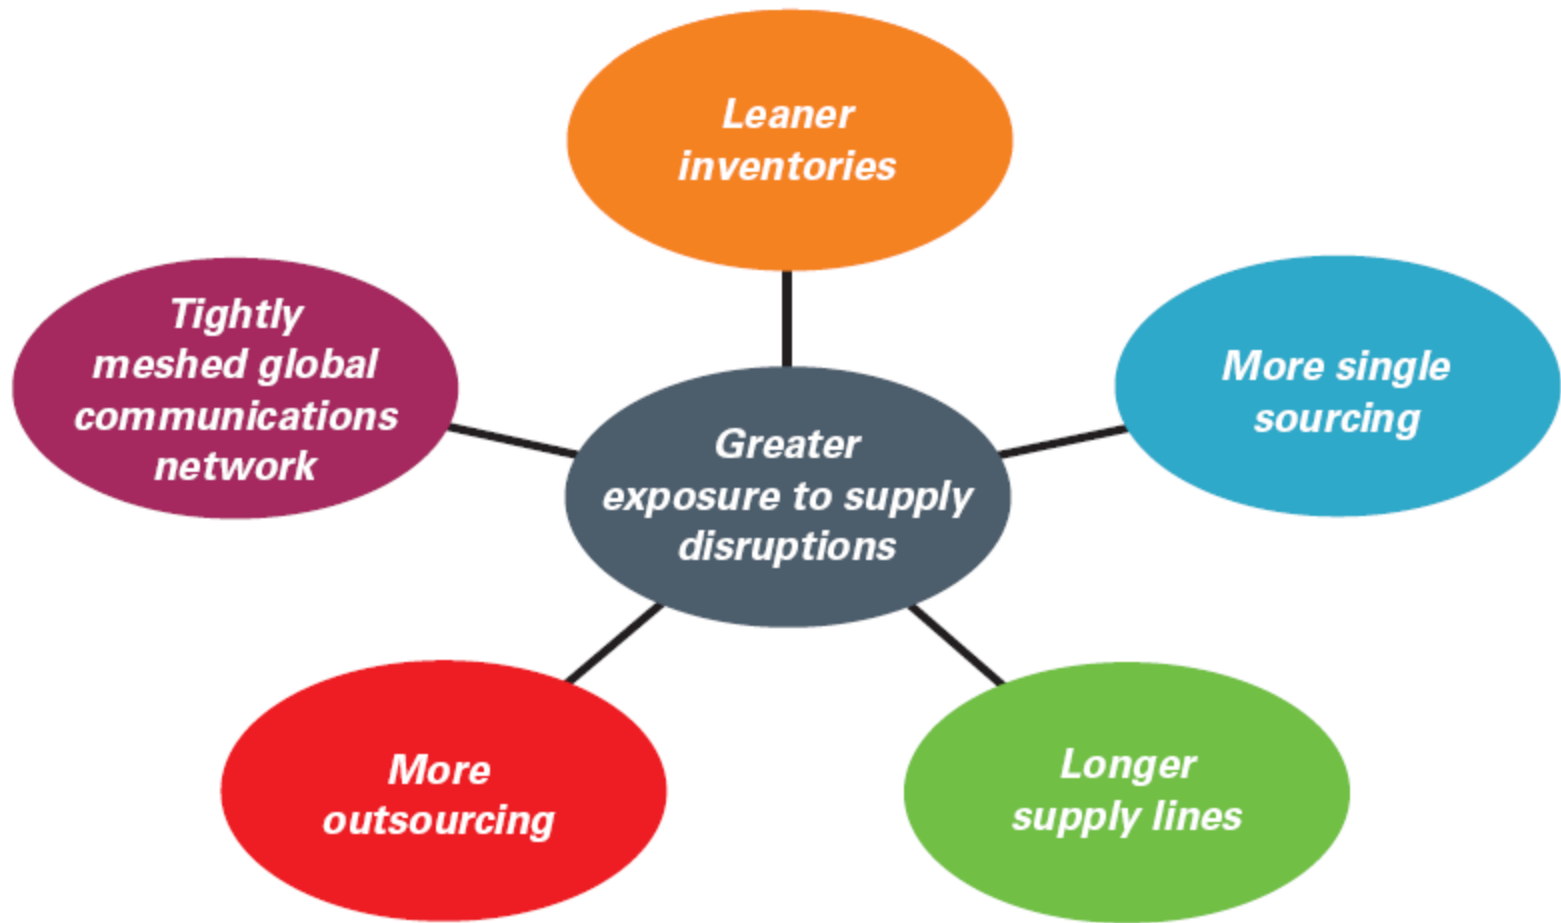 Leaner
inventories
Tightly
meshed global
communications
network
More single
sourcing
Greater
exposure to supply
disruptions
More
outsourcing
Longer
supply lines